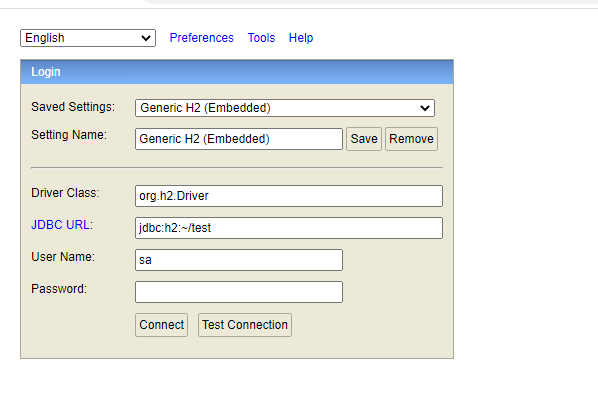 English Preferences Tools Help
Login
Saved Settings: Generic H2 (Embedded)
Setting Name: Generic H2 (Embedded) Save Remove
Driver Class: org.h2.Driver
JDBC URL: jdbc:h2:~/test
User Name: sa
Password:
Connect Test Connection